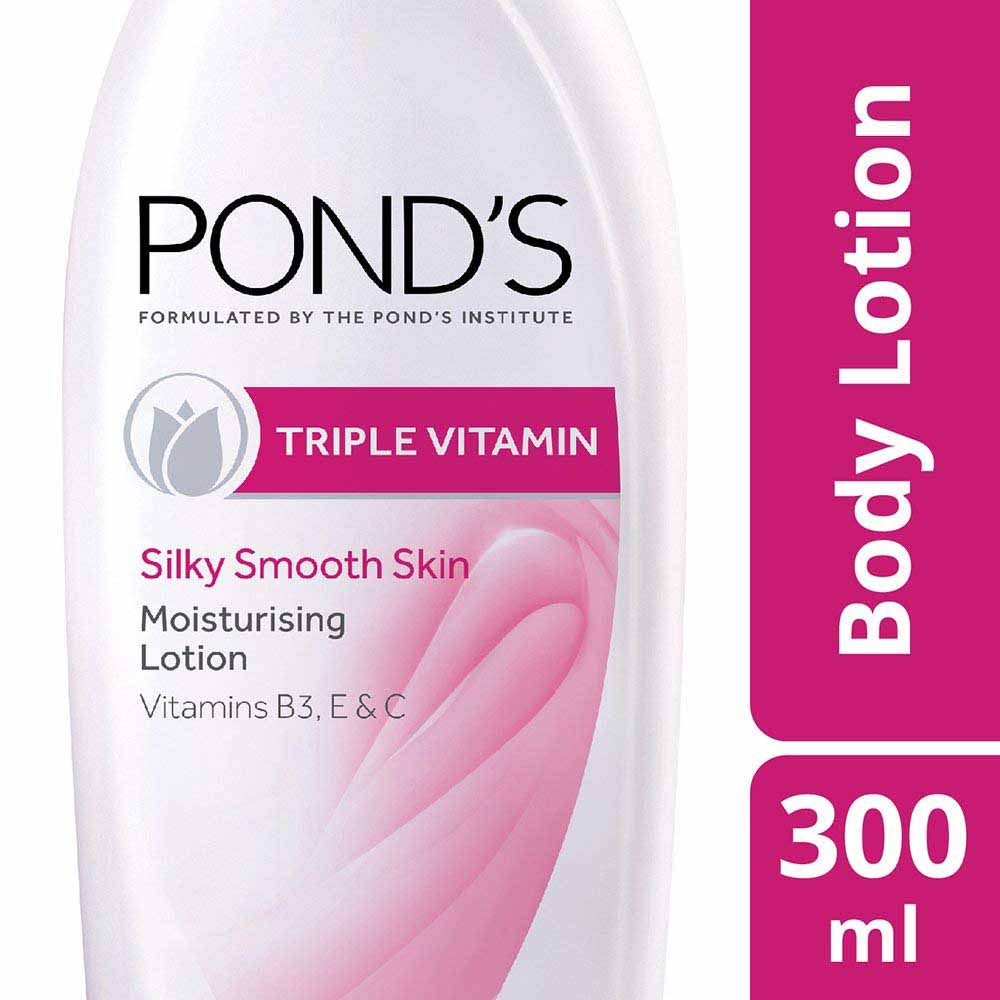 POND'S
FORMULATED BY THE POND'S INSTITUTE
TRIPLE VITAMIN
Silky Smooth Skin
Moisturising
Lotion
Vitamins B3, E & C
Body Lotion
300
ml